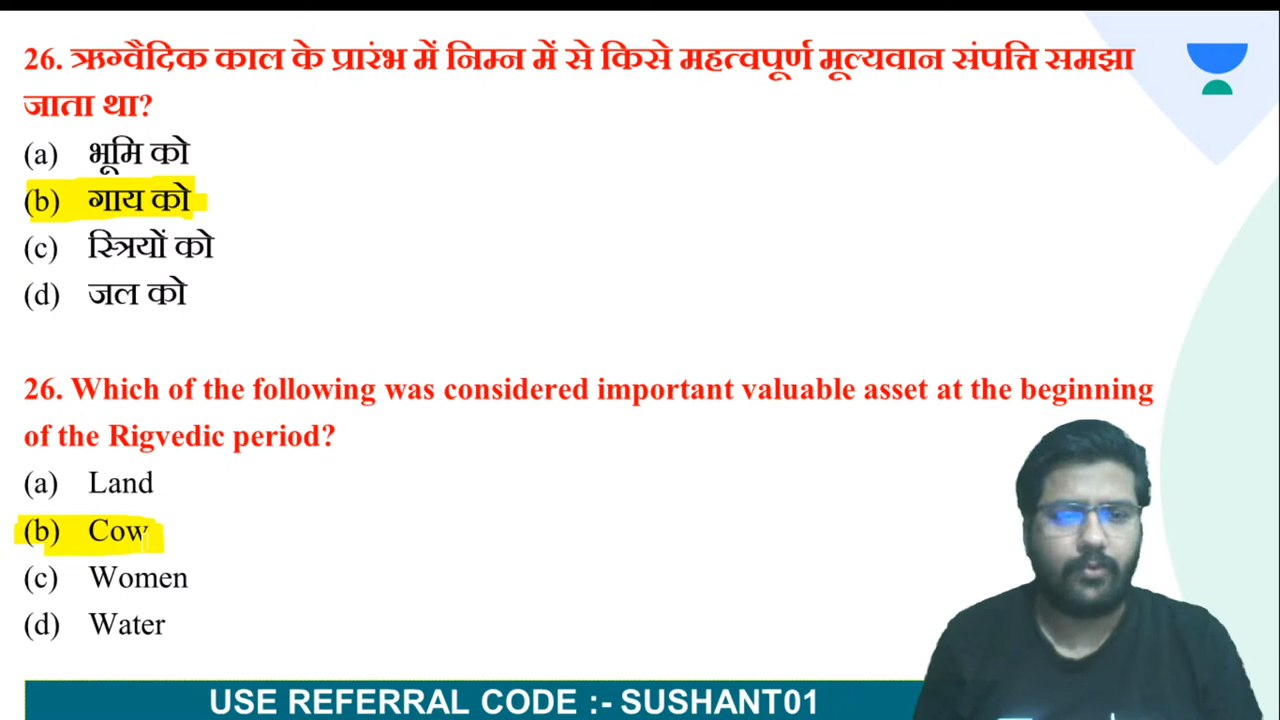 26. ऋग्वैदिक काल के प्रारंभ में निम्न में से किसे महत्वपूर्ण मूल्यवान संपत्ति समझा
जाता था?
(a) भूमि को
(b) गाय को
(c) स्त्रियों को
(d) जल को
26. Which of the following was considered important valuable asset at the beginning
of the Rigvedic period?
(a) Land
(b) Cow
(c) Women
(d) Water
USE REFERRAL CODE :- SUSHANT01